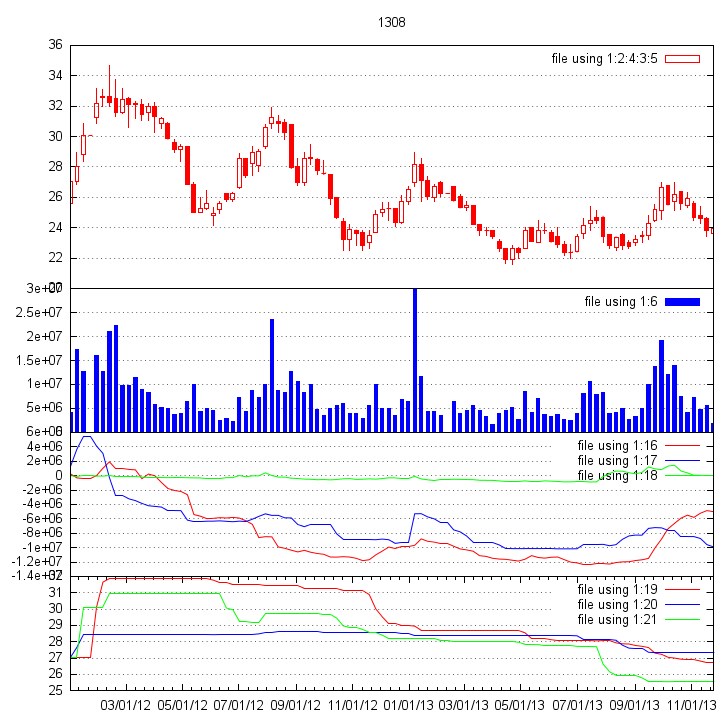 1308
36
file using 1:2:4:3:5
34
32
30
28
26
24
22
3e+07
file using 1:6
2.5e+07
2e+07
1.5e+07
1e+07
5e+06
file using 1:16
4e+06
file using 1:17
2e+06
file using 1:18
0
-2e+06
-4e+06
-6e+06
-8e+06
-1e+07
-1.2e+07
-1.4e+07
file using 1:19
31
file using 1:20
30
file using 1:21
29
28
27
26
25
03/01/12 05/01/12 07/01/12 09/01/12 11/01/12 01/01/13 03/01/13 05/01/13 07/01/13 09/01/13 11/01/13